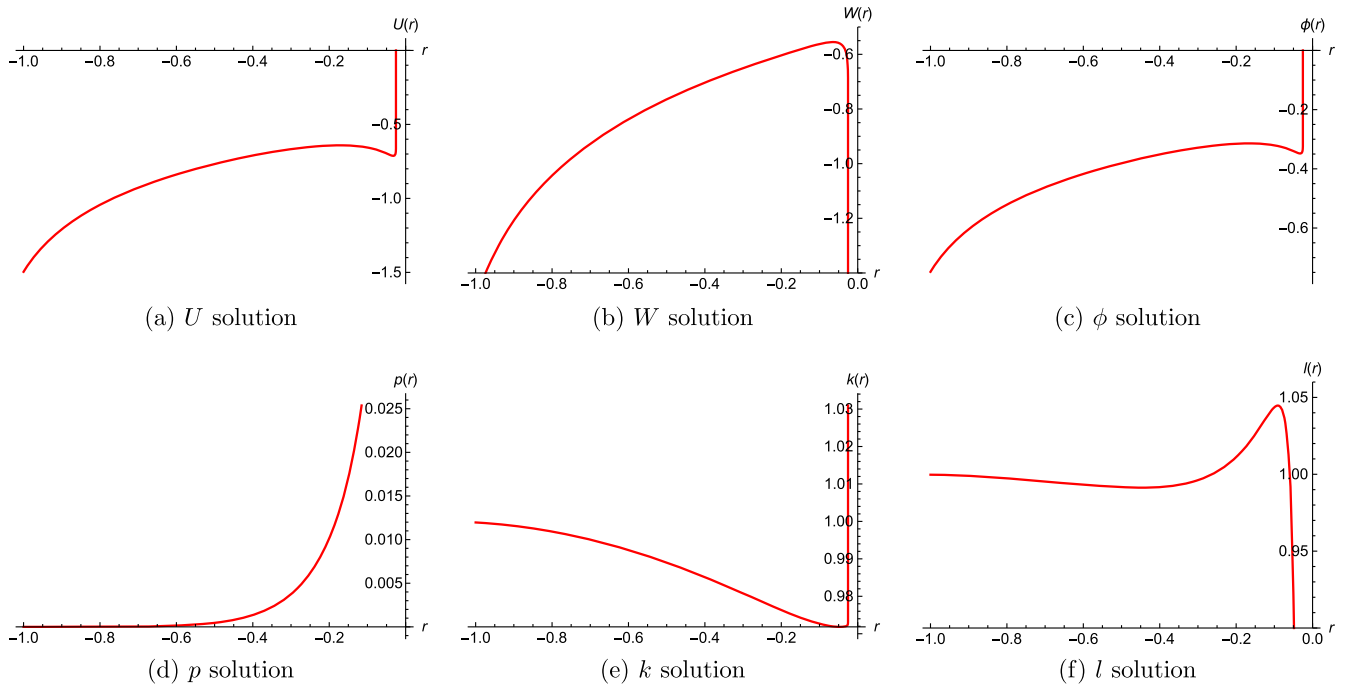 U(r)
r
−1.0 −0.8 −0.6 −0.4 −0.2
−0.5
−1.0
−1.5
(a) U solution
W(r)
−0.6
−0.8
−1.0
−1.2
r
−1.0 −0.8 −0.6 −0.4 −0.2 0.0
(b) W solution
ϕ(r)
r
−1.0 −0.8 −0.6 −0.4 −0.2
−0.2
−0.4
−0.6
(c) ϕ solution
p(r)
0.025
0.020
0.015
0.010
0.005
r
−1.0 −0.8 −0.6 −0.4 −0.2 0.0
(d) p solution
k(r)
1.03
1.02
1.01
1.00
0.99
0.98
r
−1.0 −0.8 −0.6 −0.4 −0.2 0.0
(e) k solution
l(r)
1.05
1.00
0.95
r
−1.0 −0.8 −0.6 −0.4 −0.2 0.0
(f) l solution